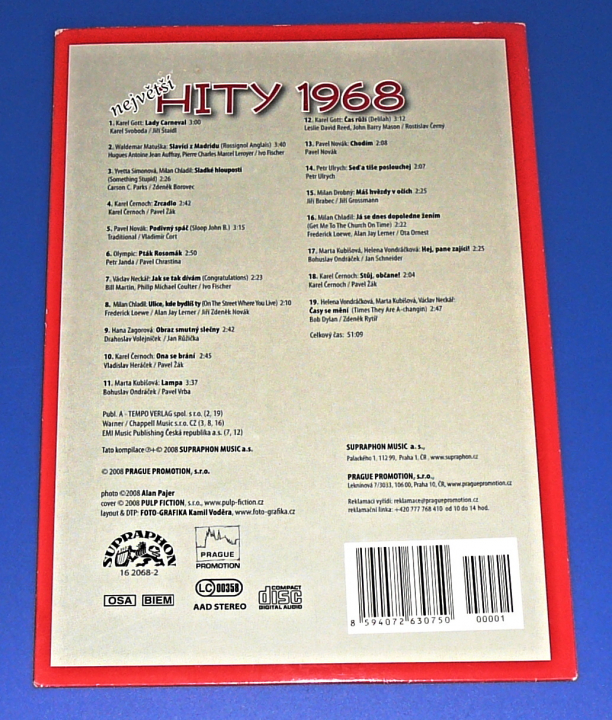 největší
HITY 1968
1. Karel Gott: Lady Carneval 3:00
Karel Svoboda / Jiří Štaidl
2. Waldemar Matuška: Slavíci z Madridu (Rossignol Anglais) 3:40
Hugues Antoine Jean Auffray, Pierre Charles Marcel Leroyer / Ivo Fischer
3. Yvetta Simonová, Milan Chladil: Sladké hlouposti
(Something Stupid) 2:26
Carson C. Parks / Zdeněk Borovec
4. Karel Černoch: Zrcadlo 2:42
Karel Černoch / Pavel Žák
5. Pavel Novák: Podivný spáč (Sloop John B.) 3:15
Traditional / Vladimír Čort
6. Olympic: Pták Rosomák 2:50
Petr Janda / Pavel Chrastina
7. Václav Neckář: Jak se tak dívám (Congratulations) 2:23
Bill Martin, Philip Michael Coulter / Ivo Fischer
8. Milan Chladil: Ulice, kde bydlíš ty (On The Street Where You Live) 2:10
Frederick Loewe / Alan Jay Lerner / Jiří Zdeněk Novák
9. Hana Zagorová: Obraz smutný slečny 2:42
Drahoslav Volejníček / Jan Růžička
10. Karel Černoch: Ona se brání 2:45
Vladislav Heráček / Pavel Žák
11. Marta Kubišová: Lampa 3:37
Bohuslav Ondráček / Pavel Vrba
Publ. A - TEMPO VERLAG spol. s r.o. (2, 19)
Warner / Chappell Music s r.o. CZ (3, 8, 16)
EMI Music Publishing Česká republika a.s. (7, 12)
Tato kompilace ℗+© 2008 SUPRAPHON MUSIC a.s.
© 2008 PRAGUE PROMOTION, s.r.o.
photo ©2008 Alan Pajer
cover © 2008 PULP FICTION, s.r.o., www.pulp-fiction.cz
layout & DTP: FOTO-GRAFIKA Kamil Voděra, www.foto-grafika.cz
SUPRAPHON
16 2068-2
PRAGUE
PROMOTION
OSA BIEM
LC 00358
AAD STEREO
COMPACT
disc
DIGITAL AUDIO
12. Karel Gott: Čas růží (Delilah) 3:12
Leslie David Reed, John Barry Mason / Rostislav Černý
13. Pavel Novák: Chodím 2:08
Pavel Novák
14. Petr Ulrych: Seď a tiše poslouchej 2:07
Petr Ulrych
15. Milan Drobný: Máš hvězdy v očích 2:25
Jiří Brabec / Jiří Grossmann
16. Milan Chladil: Já se dnes dopoledne žením
(Get Me To The Church On Time) 2:22
Frederick Loewe, Alan Jay Lerner / Ota Ornest
17. Marta Kubišová, Helena Vondráčková: Hej, pane zajíci! 2:25
Bohuslav Ondráček / Jan Schneider
18. Karel Černoch: Stůj, občane! 2:04
Karel Černoch / Pavel Žák
19. Helena Vondráčková, Marta Kubišová, Václav Neckář:
Časy se mění (Times They Are A-changin) 2:47
Bob Dylan / Zdeněk Rytíř
Celkový čas: 51:09
SUPRAPHON MUSIC a. s.,
Palackého 1, 112 99, Praha 1, ČR , www.supraphon.cz
PRAGUE PROMOTION, s.r.o.,
Lekninová 7/3033, 106 00, Praha 10, ČR, www.praguepromotion.cz
Reklamaci vyřídí: reklamace@praguepromotion.cz
reklamační linka: +420 777 768 410 od 10 do 14 hod.
8 594072 630750
00001